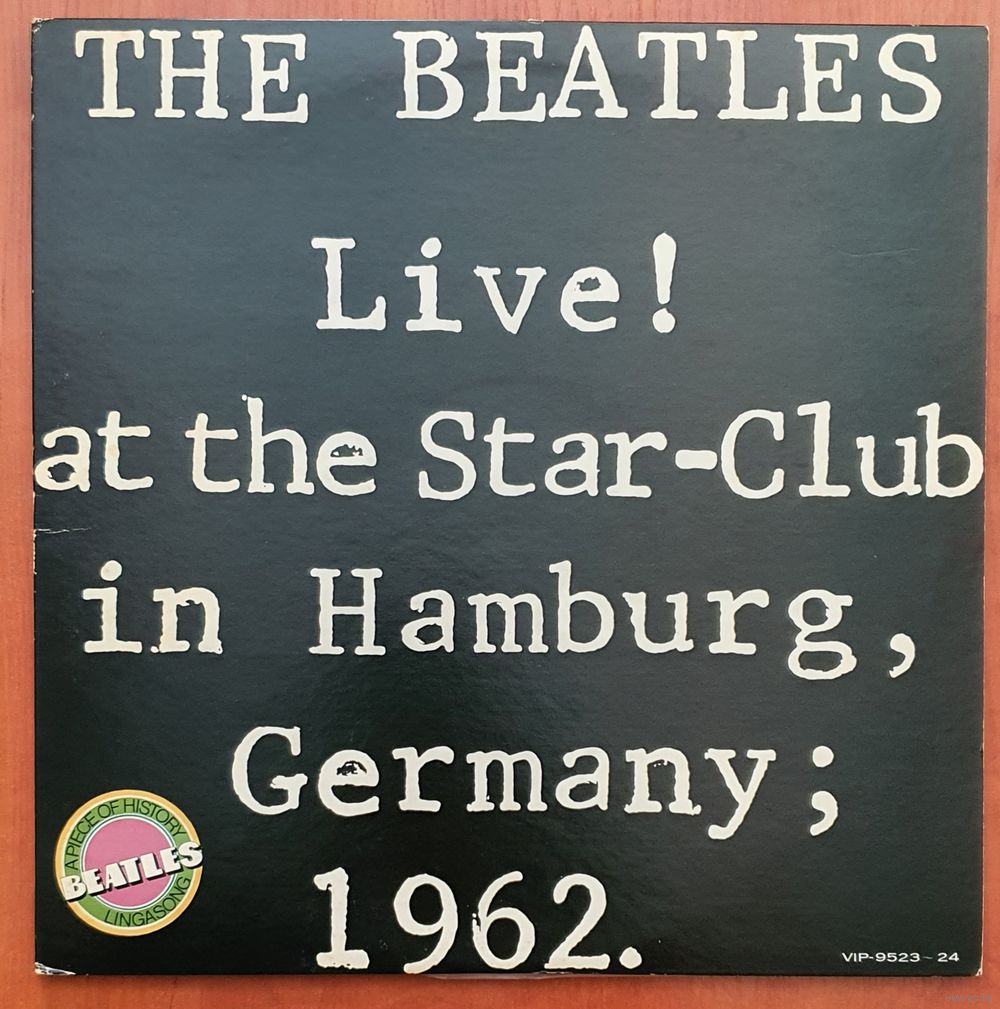 THE BEATLES
Live!
at the Star-Club
in Hamburg,
Germany;
1962.
A PIECE OF HISTORY
BEATLES
LINGASONG
VIP-9523~24